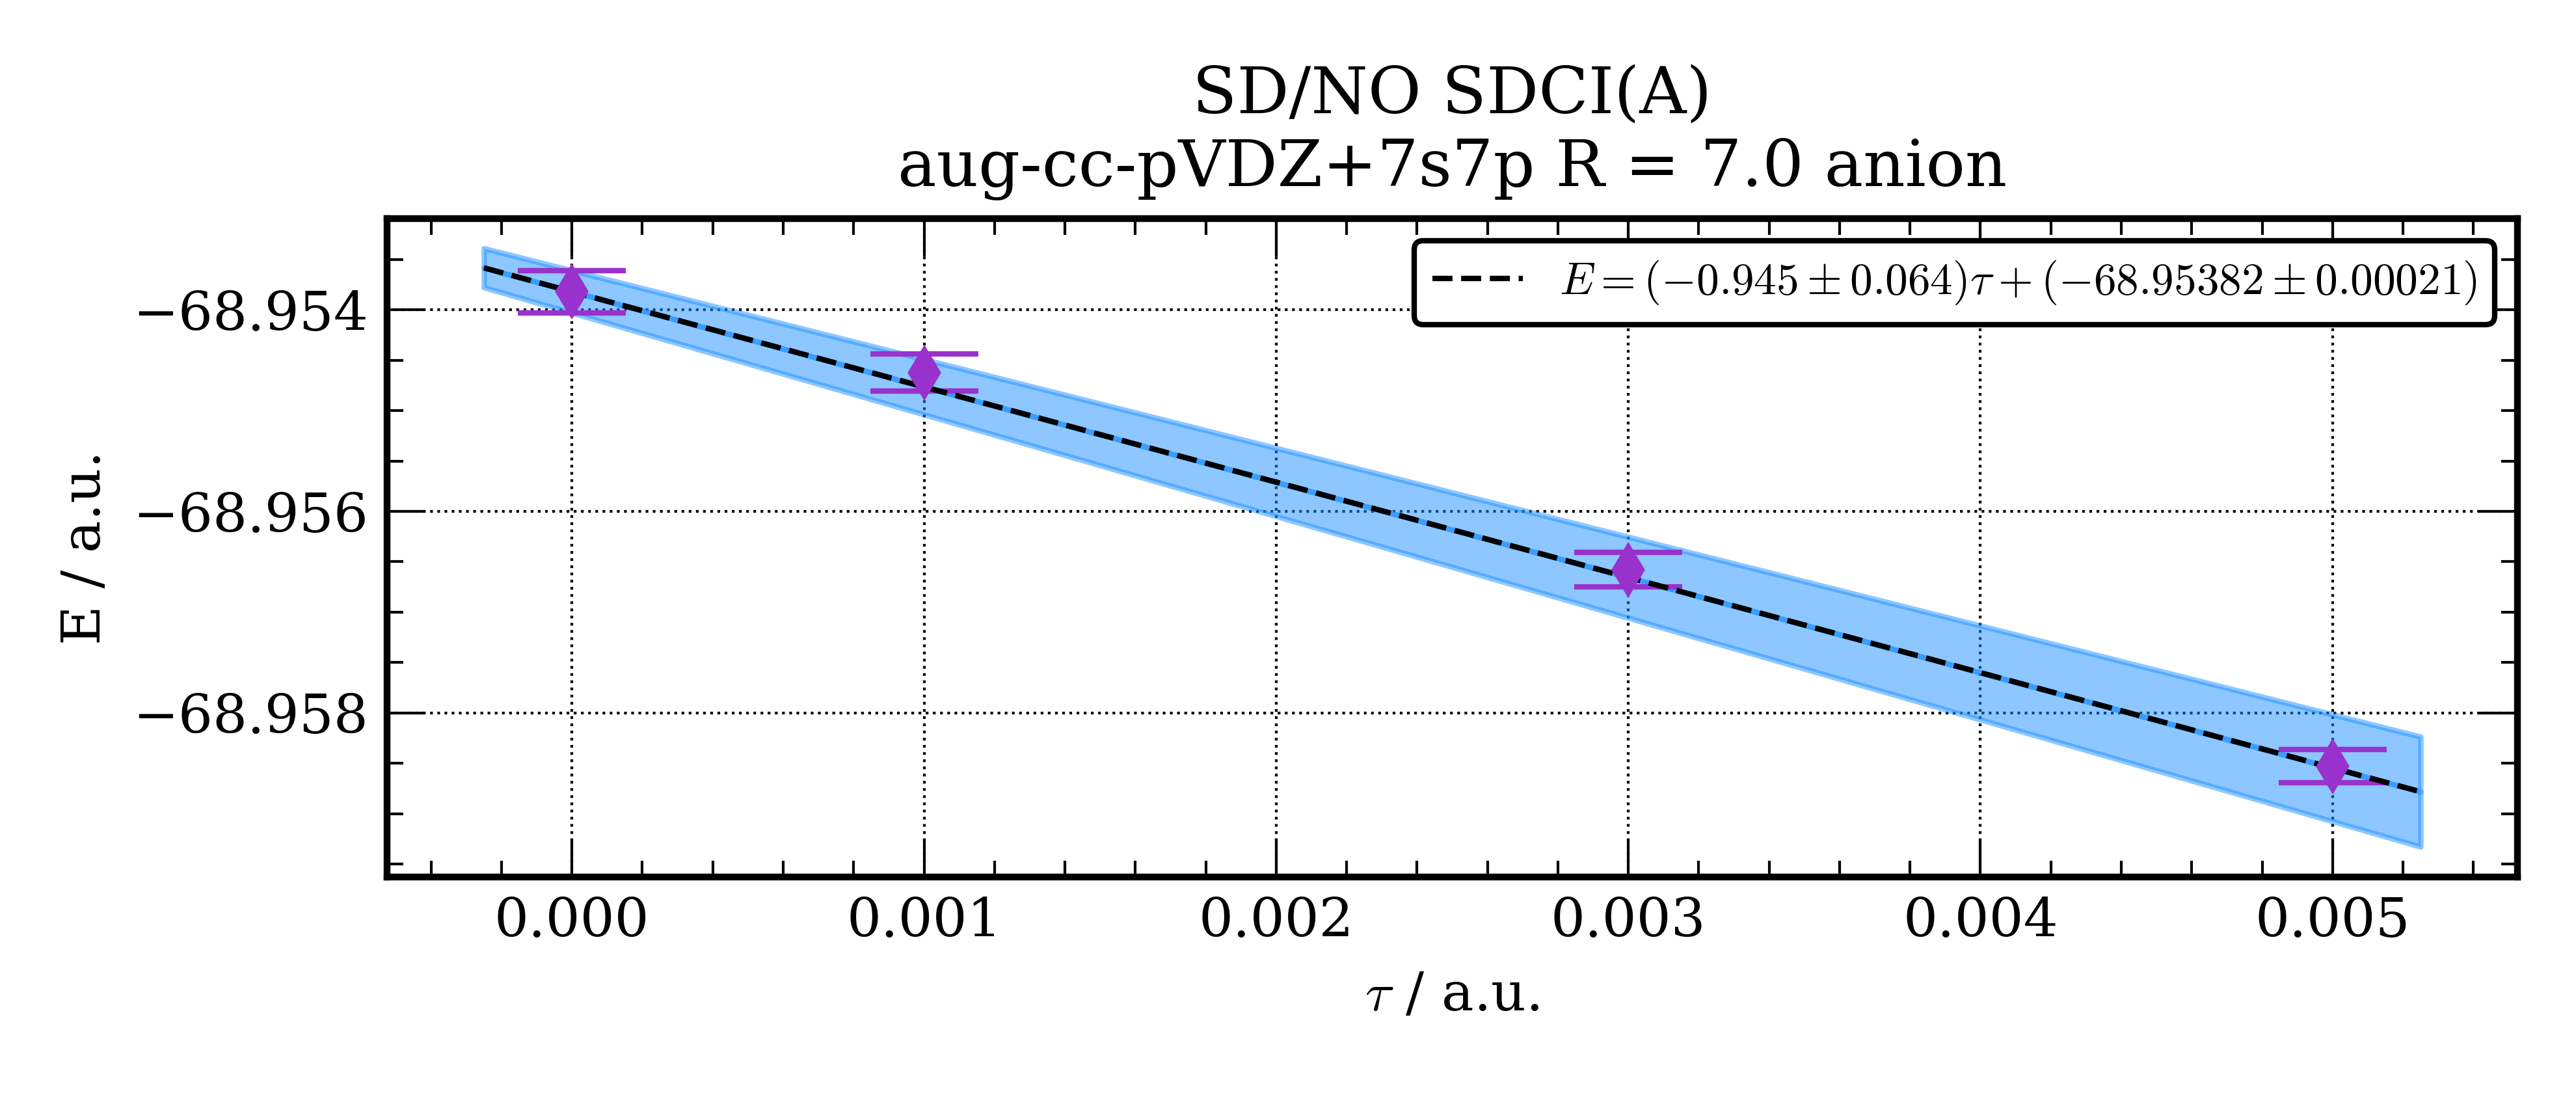 SD/NO SDCI(A)
aug-cc-pVDZ+7s7p R = 7.0 anion
E = (−0.945 ± 0.064)τ + (−68.95382 ± 0.00021)
E / a.u.
−68.954
−68.956
−68.958
0.000 0.001 0.002 0.003 0.004 0.005
τ / a.u.